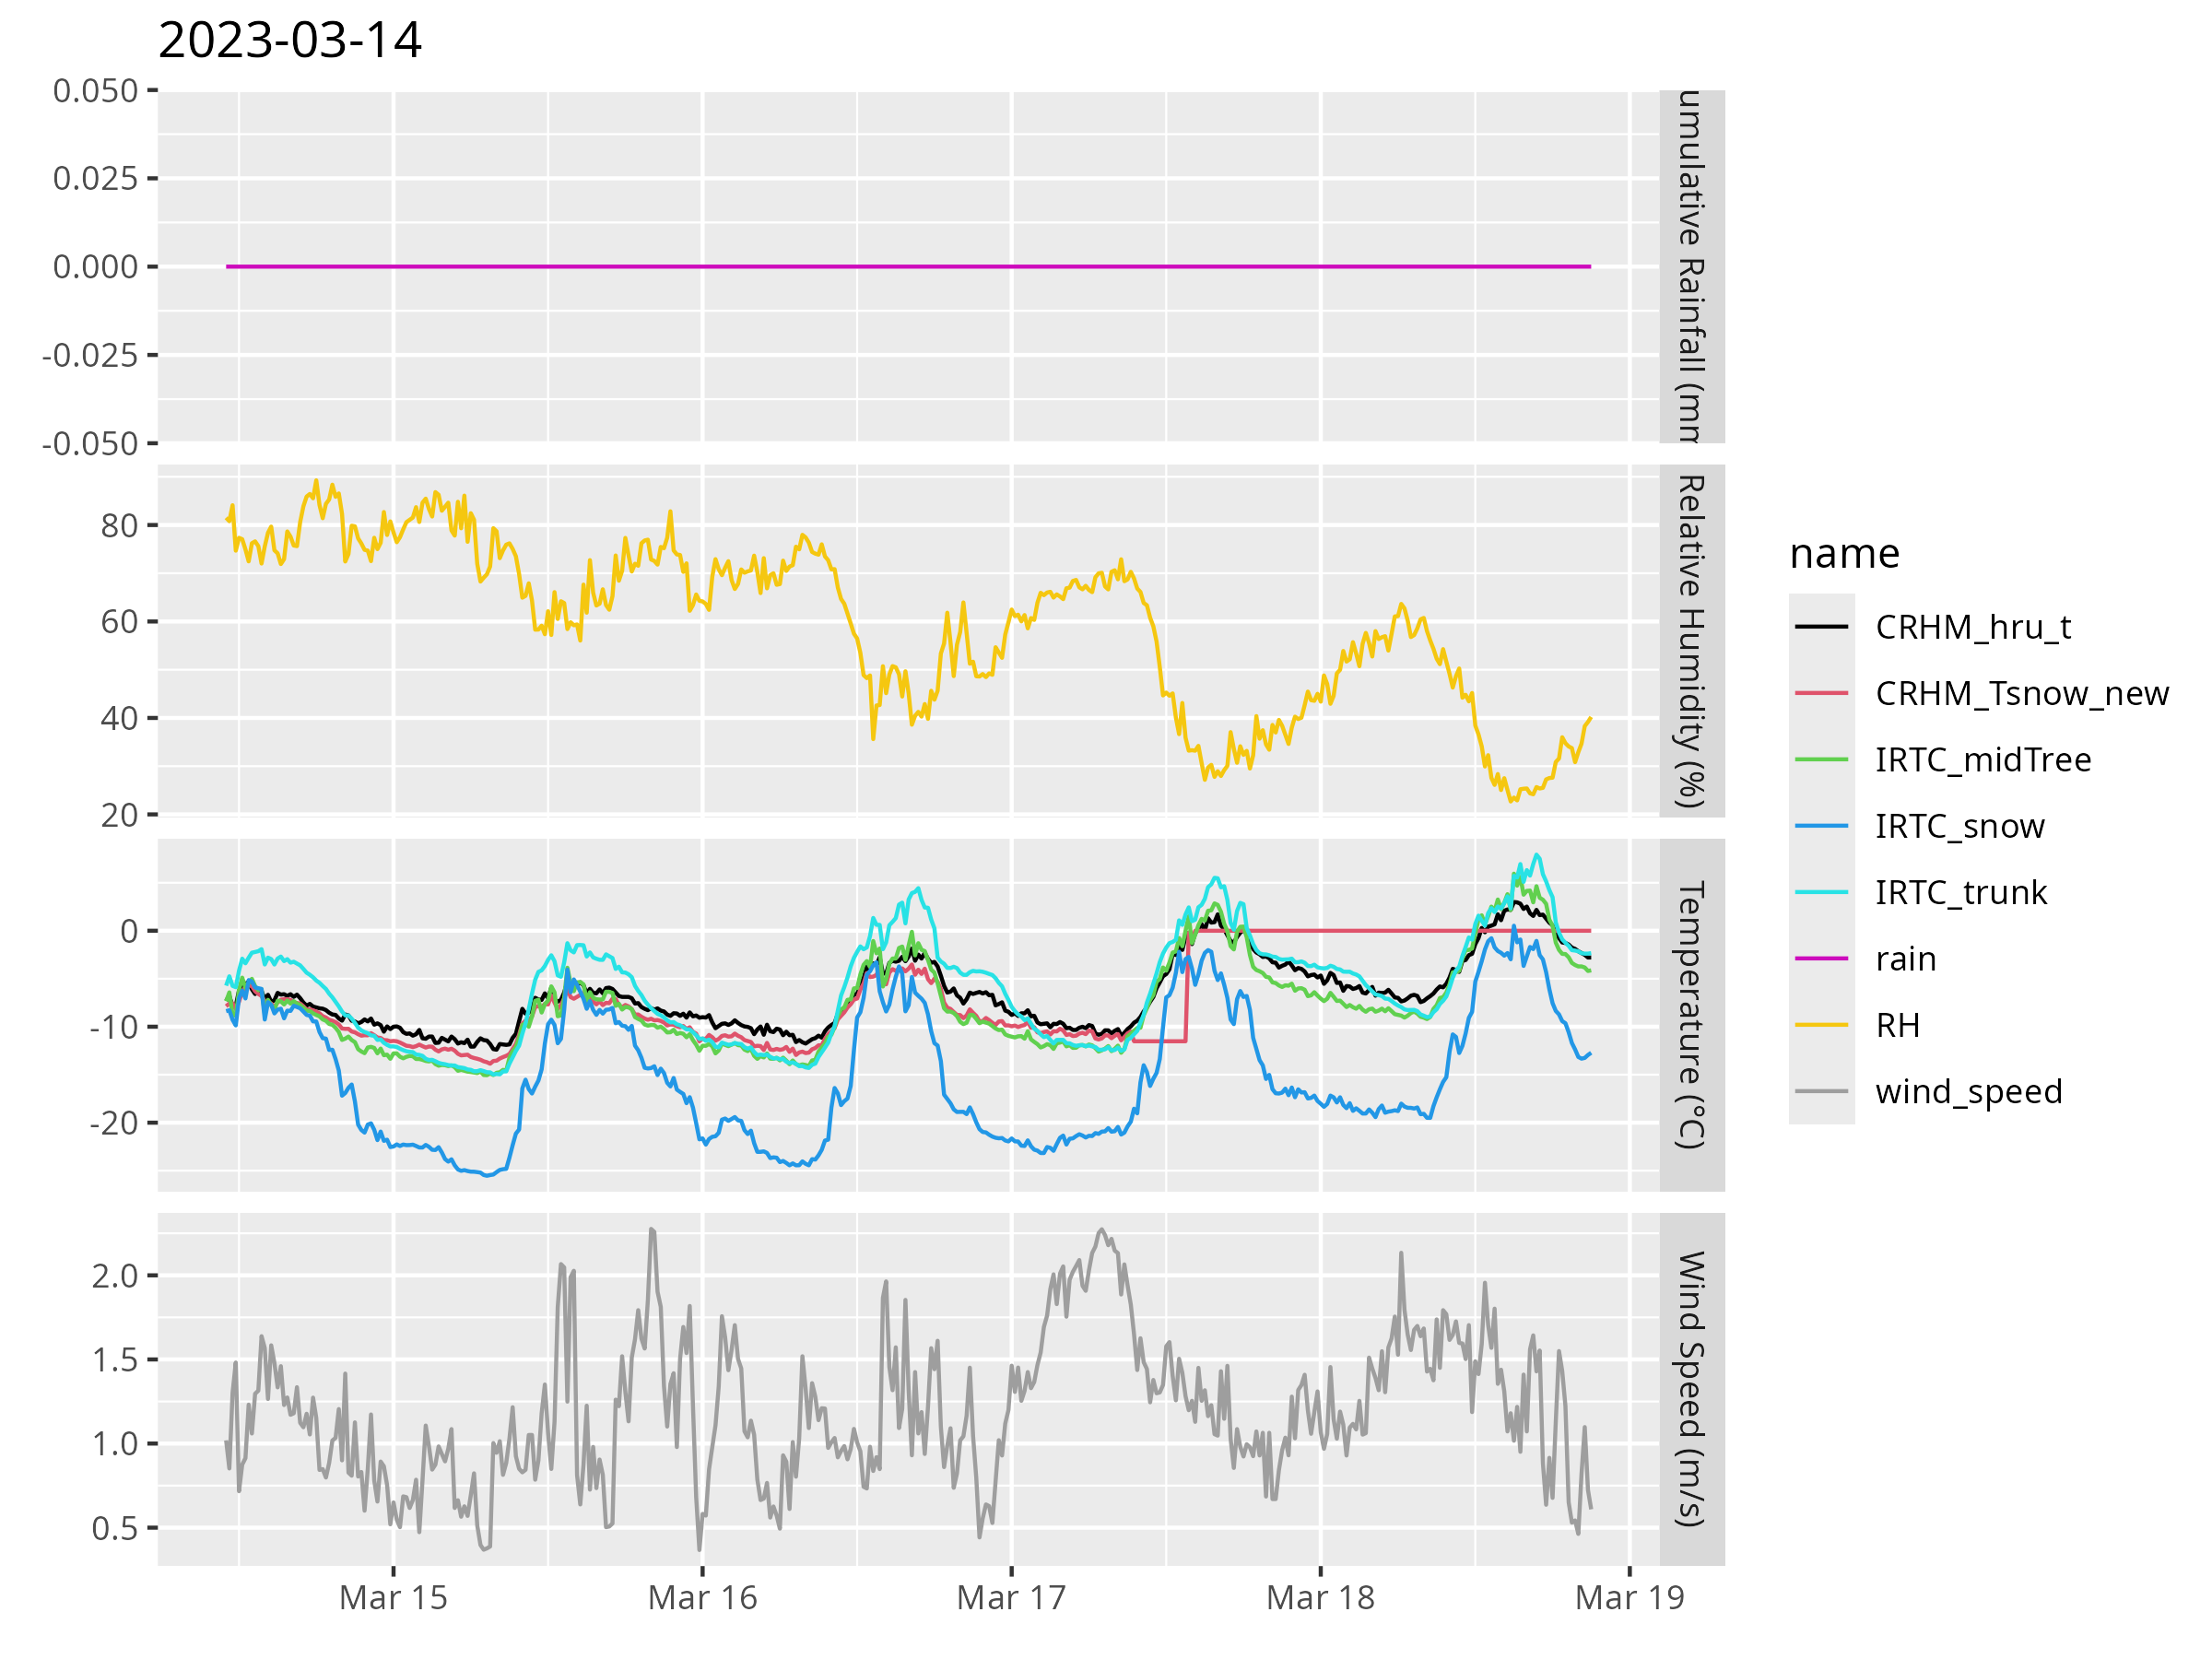 2023-03-14
0.050
0.025
0.000
-0.025
-0.050
umulative Rainfall (mm
80
60
40
20
Relative Humidity (%)
0
-10
-20
Temperature (°C)
2.0
1.5
1.0
0.5
Wind Speed (m/s)
Mar 15 Mar 16 Mar 17 Mar 18 Mar 19
name
CRHM_hru_t
CRHM_Tsnow_new
IRTC_midTree
IRTC_snow
IRTC_trunk
rain
RH
wind_speed